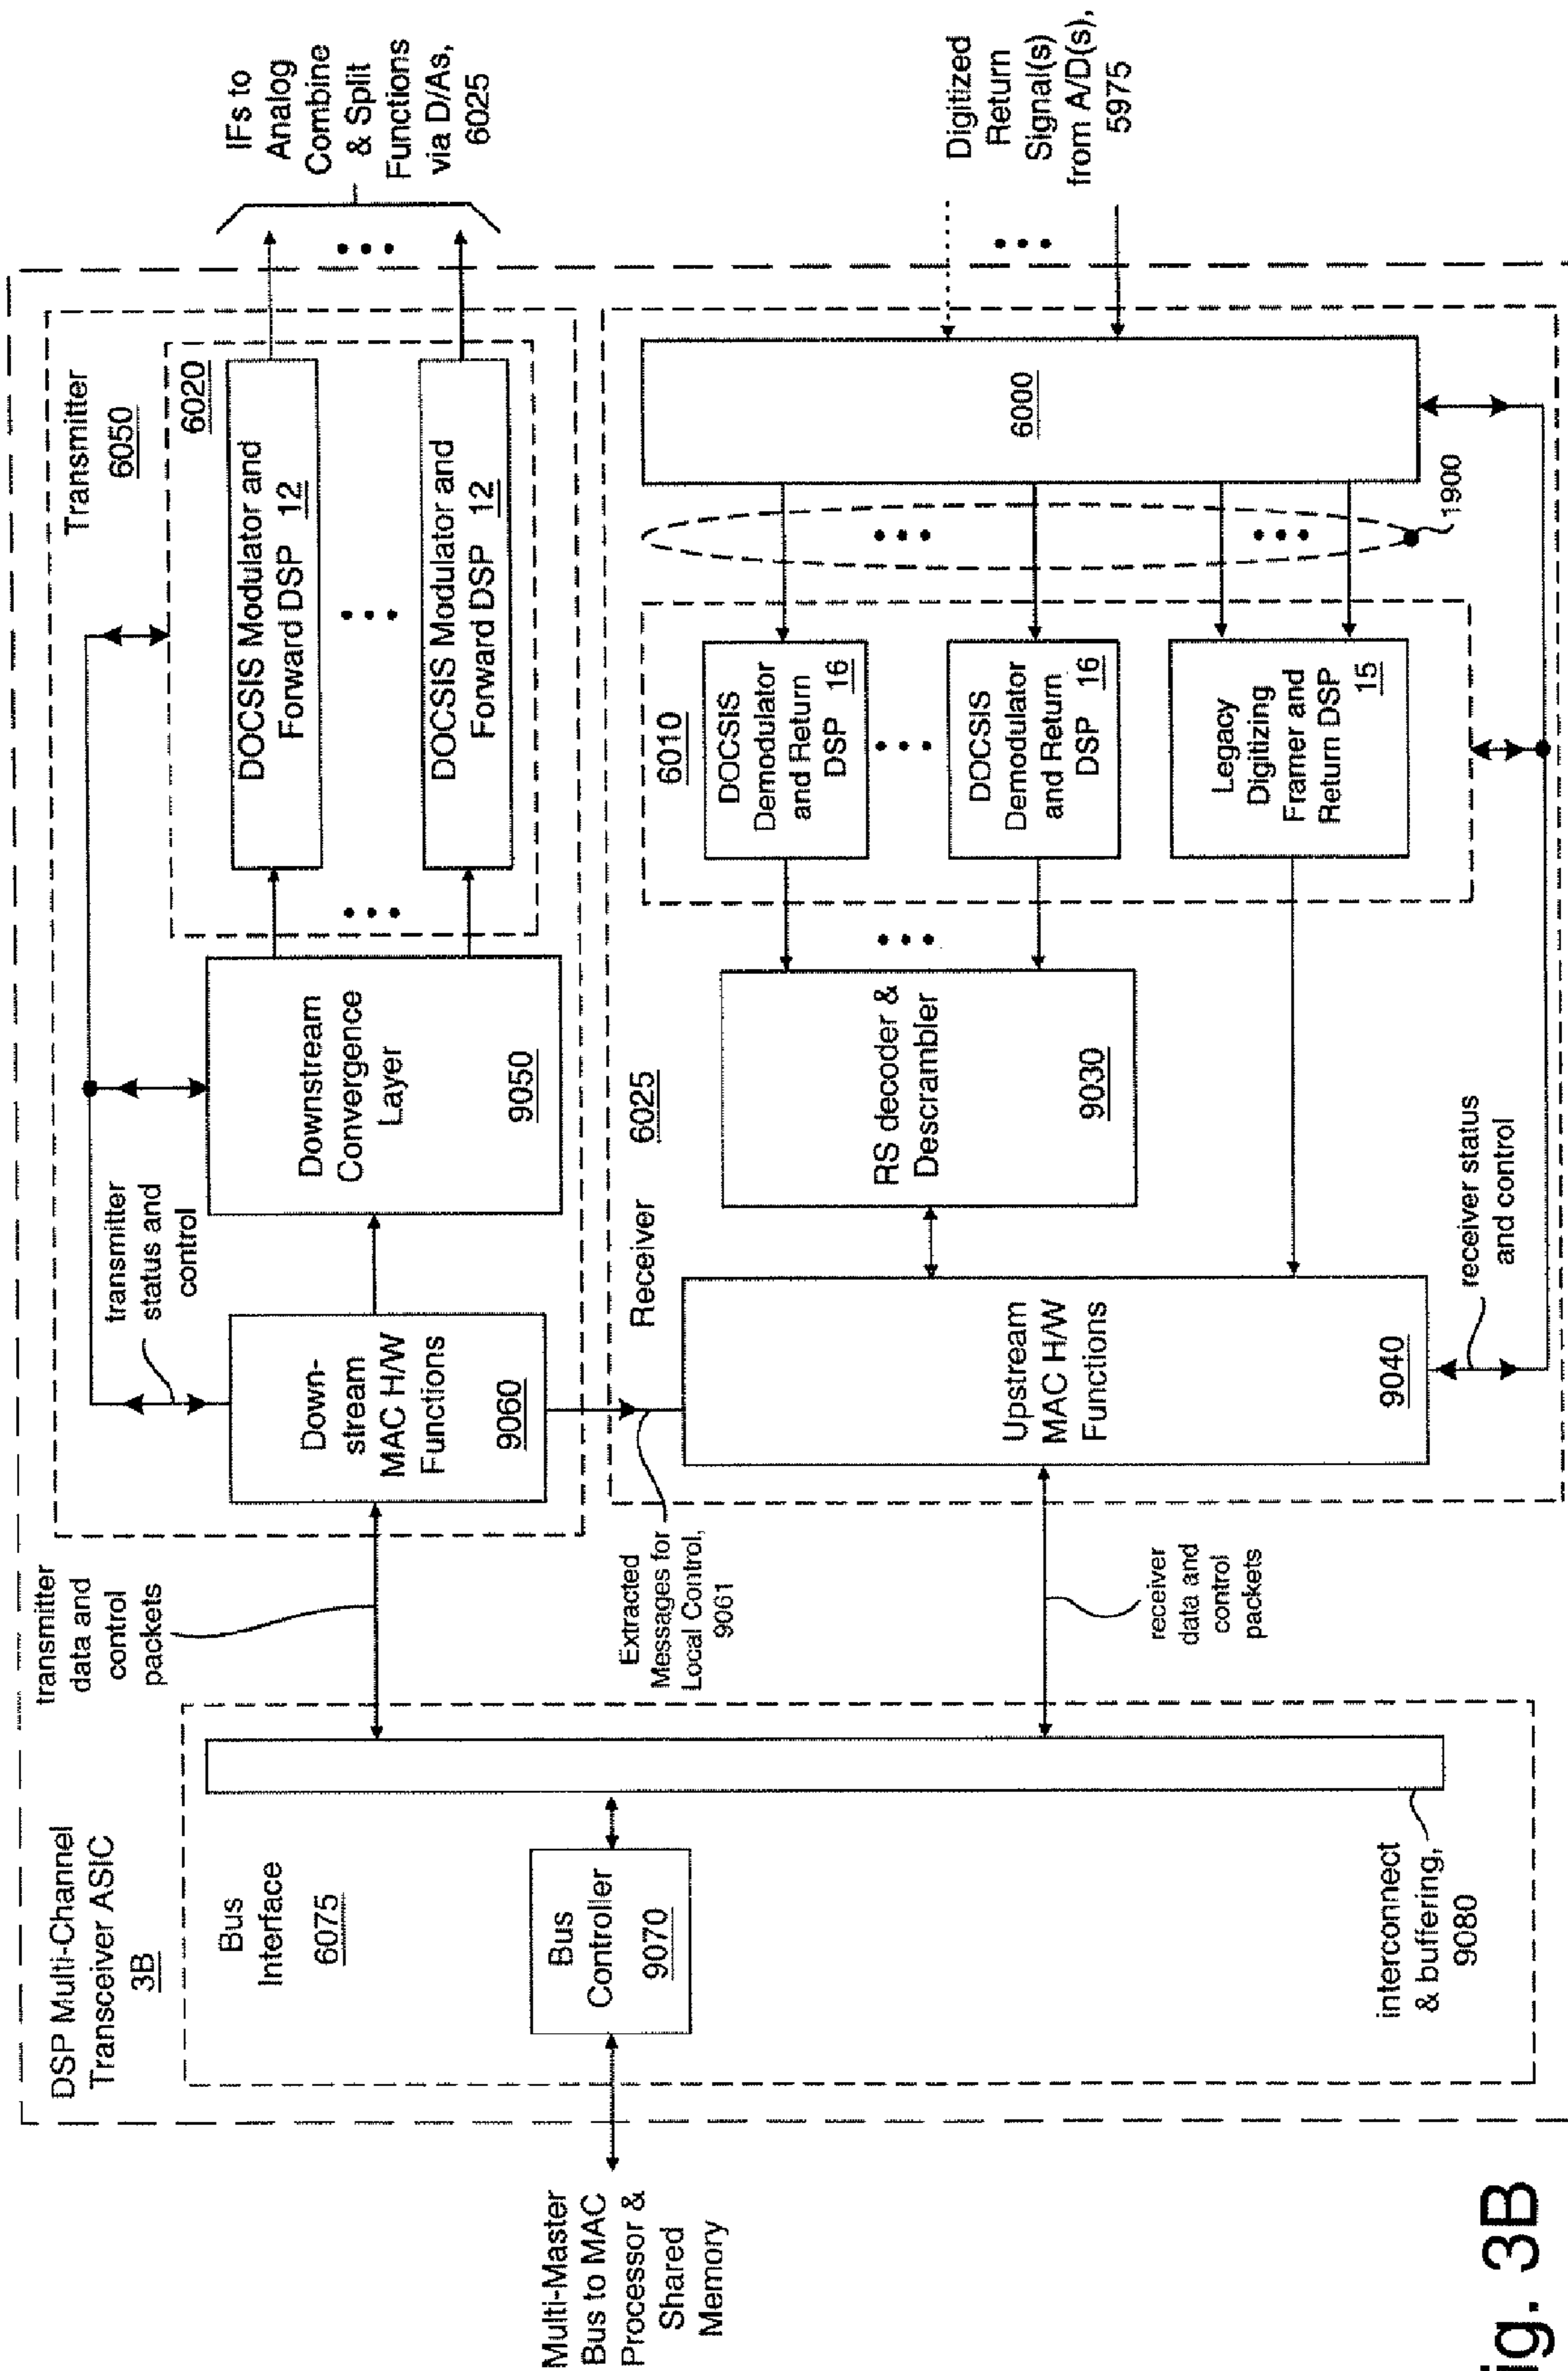 DSP Multi-Channel
Transceiver ASIC
3B
Bus
Interface
6075
Bus
Controller
9070
interconnect
& buffering,
9080
Multi-Master
Bus to MAC
Processor &
Shared
Memory
transmitter
data and
control
packets
Extracted
Messages for
Local Control,
9061
receiver
data and
control
packets
Transmitter
6050
transmitter
status and
control
Down-
stream
MAC H/W
Functions
9060
Downstream
Convergence
Layer
9050
6020
DOCSIS Modulator and
Forward DSP 12
DOCSIS Modulator and
Forward DSP 12
IFs to
Analog
Combine
& Split
Functions
via D/As,
6025
Receiver 6025
Upstream
MAC H/W
Functions
9040
RS decoder &
Descrambler
9030
6010
DOCSIS
Demodulator
and Return
DSP 16
DOCSIS
Demodulator
and Return
DSP 16
Legacy
Digitizing
Framer and
Return DSP
15
6000
1900
Digitized
Return
Signal(s)
from A/D(s),
5975
receiver status
and control
ig. 3B